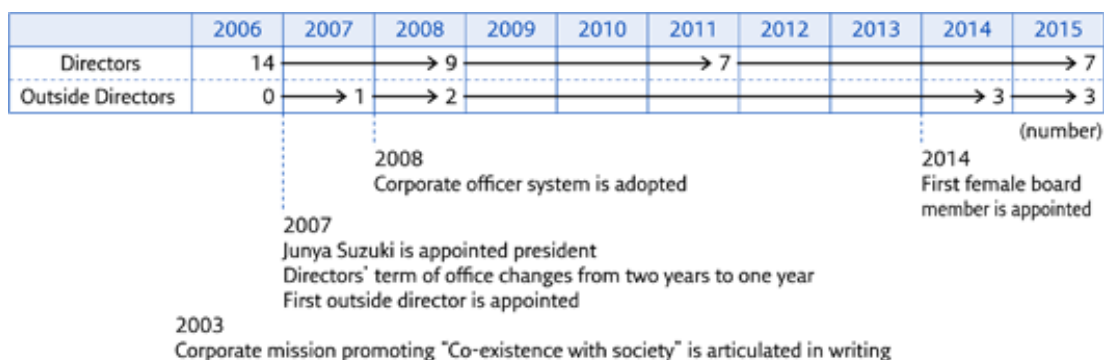 2006 2007 2008 2009 2010 2011 2012 2013 2014 2015
Directors 14 9 7 7
Outside Directors 0 1 2 3 3
(number)
2008
Corporate officer system is adopted
2014
First female board
member is appointed
2007
Junya Suzuki is appointed president
Directors' term of office changes from two years to one year
First outside director is appointed
2003
Corporate mission promoting "Co-existence with society" is articulated in writing